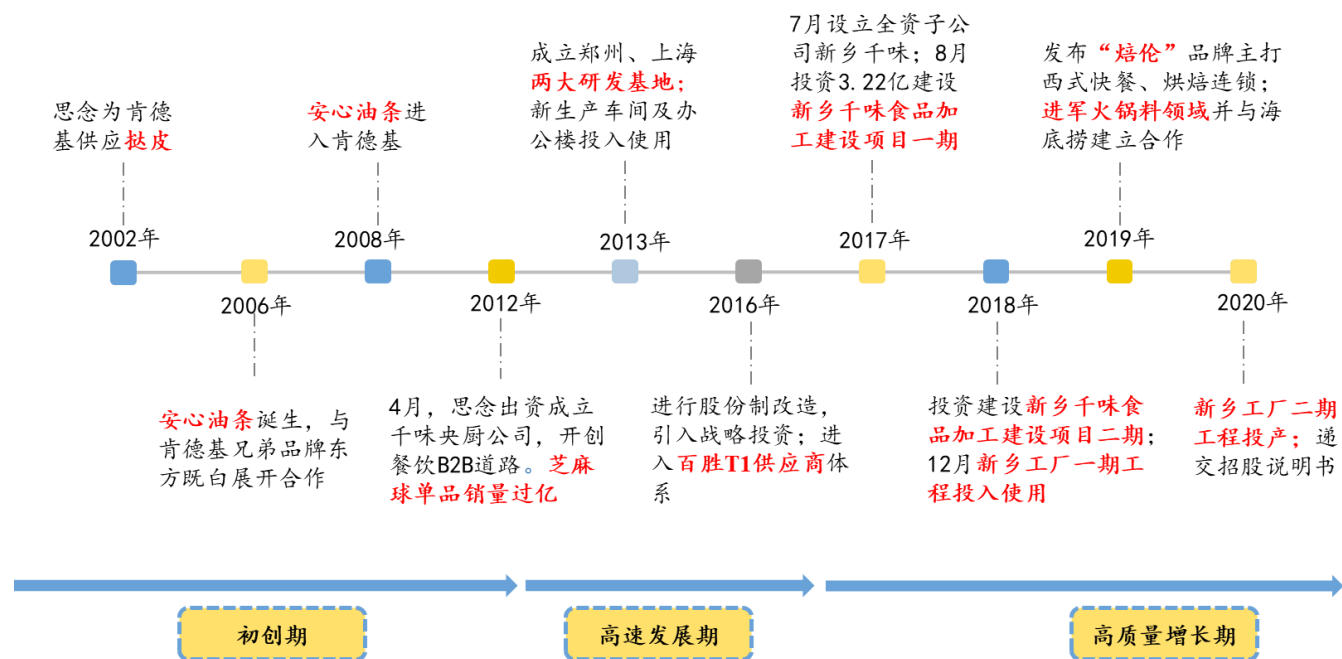 思念为肯德
基供应挞皮
2002年
安心油条诞生，与
肯德基兄弟品牌东
方既白展开合作
2006年
安心油条进
入肯德基
2008年
2012年
4月，思念出资成立
千味央厨公司，开创
餐饮B2B道路。芝麻
球单品销量过亿
成立郑州、上海
两大研发基地；
新生产车间及办
公楼投入使用
2013年
2016年
进行股份制改造，
引入战略投资；进
入百胜T1供应商体
系
7月设立全资子公
司新乡千味；8月
投资3.22亿建设
新乡千味食品加
工建设项目一期
2017年
2018年
投资建设新乡千味食
品加工建设项目二期；
12月新乡工厂一期工
程投入使用
发布“焙伦”品牌主打
西式快餐、烘焙连锁；
进军火锅料领域并与海
底捞建立合作
2019年
2020年
新乡工厂二期
工程投产；递
交招股说明书
初创期
高速发展期
高质量增长期